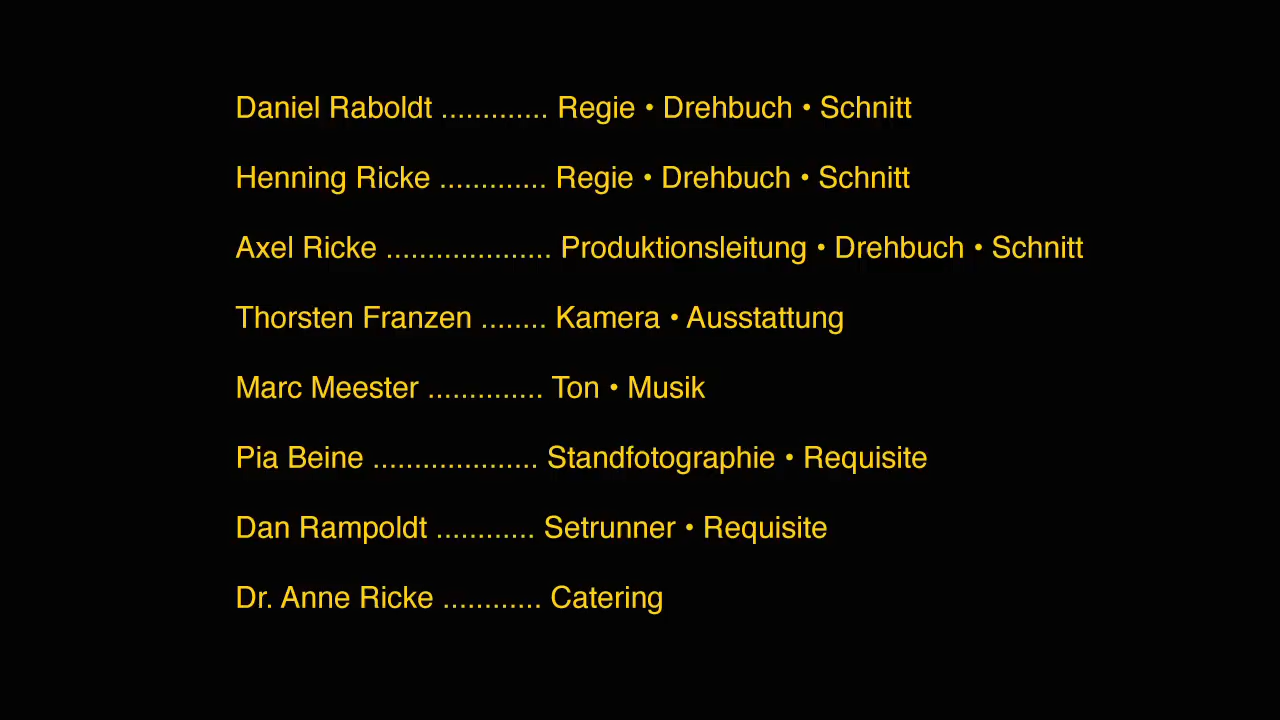 Daniel Raboldt ............. Regie • Drehbuch • Schnitt
Henning Ricke ............. Regie • Drehbuch • Schnitt
Axel Ricke .................... Produktionsleitung • Drehbuch • Schnitt
Thorsten Franzen ........ Kamera • Ausstattung
Marc Meester .............. Ton • Musik
Pia Beine .................... Standfotographie • Requisite
Dan Rampoldt ............ Setrunner • Requisite
Dr. Anne Ricke ............ Catering